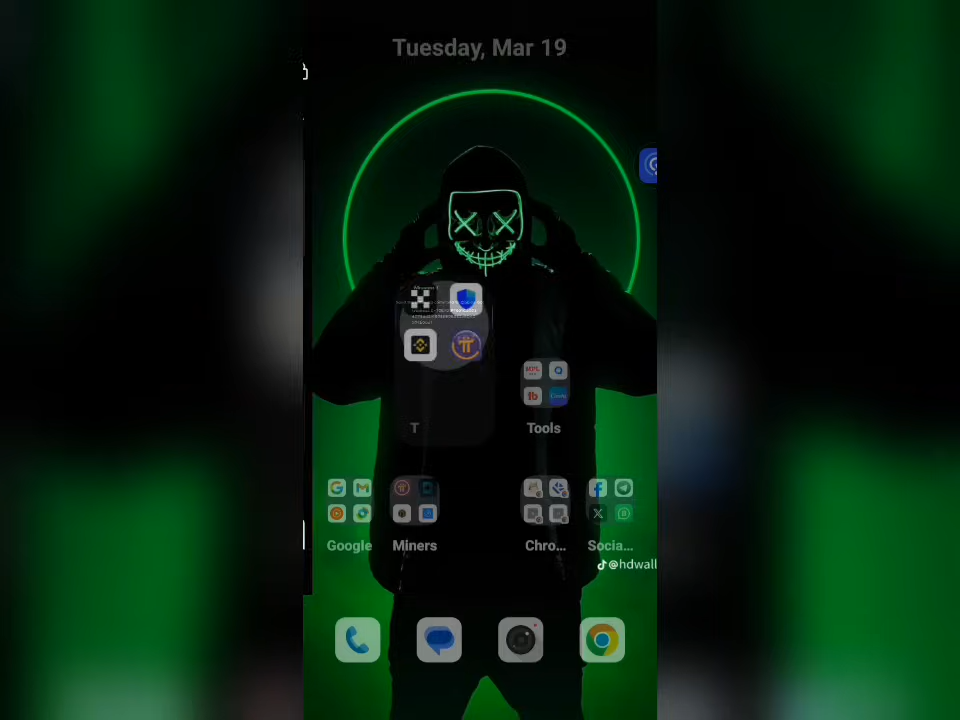 Tuesday, Mar 19
T
Tools
Google
Miners
Chro...
Socia...
@hdwall